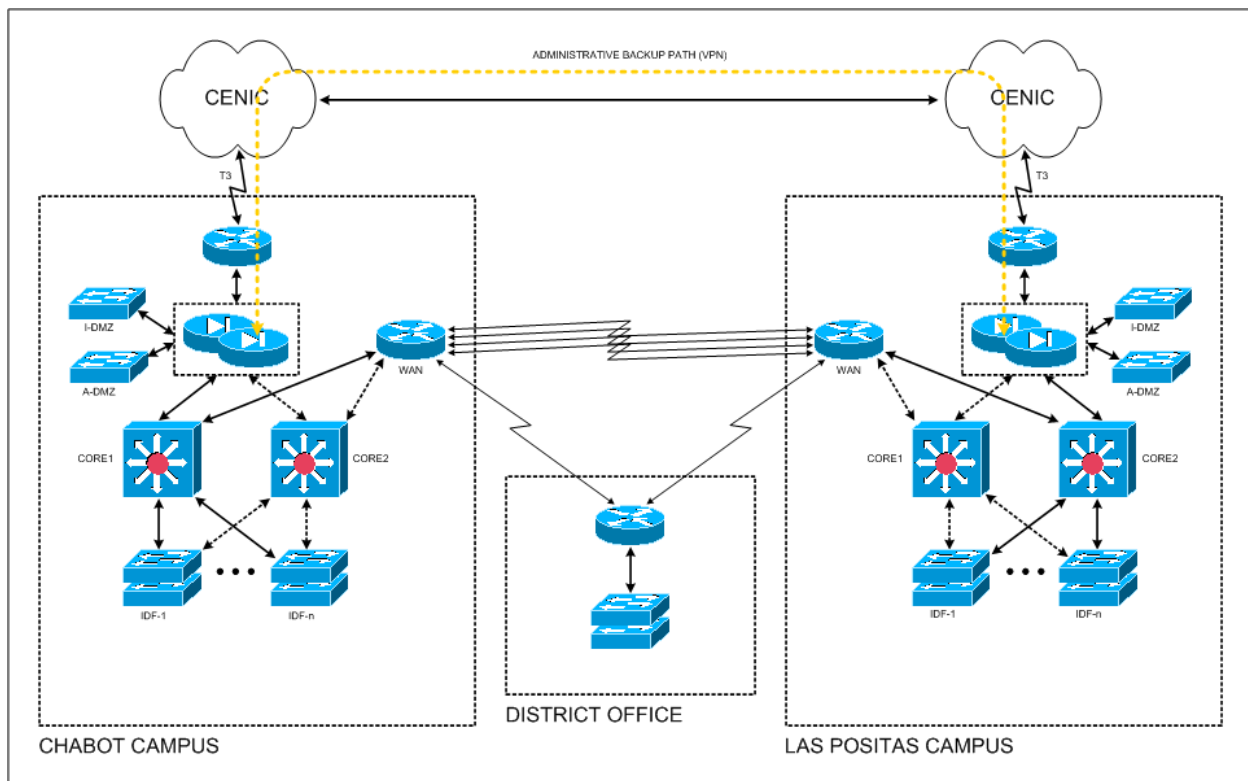 ADMINISTRATIVE BACKUP PATH (VPN)
CENIC
CENIC
T3
T3
I-DMZ
A-DMZ
WAN
WAN
I-DMZ
A-DMZ
CORE1
CORE2
CORE1
CORE2
IDF-1
IDF-n
IDF-1
IDF-n
DISTRICT OFFICE
CHABOT CAMPUS
LAS POSITAS CAMPUS